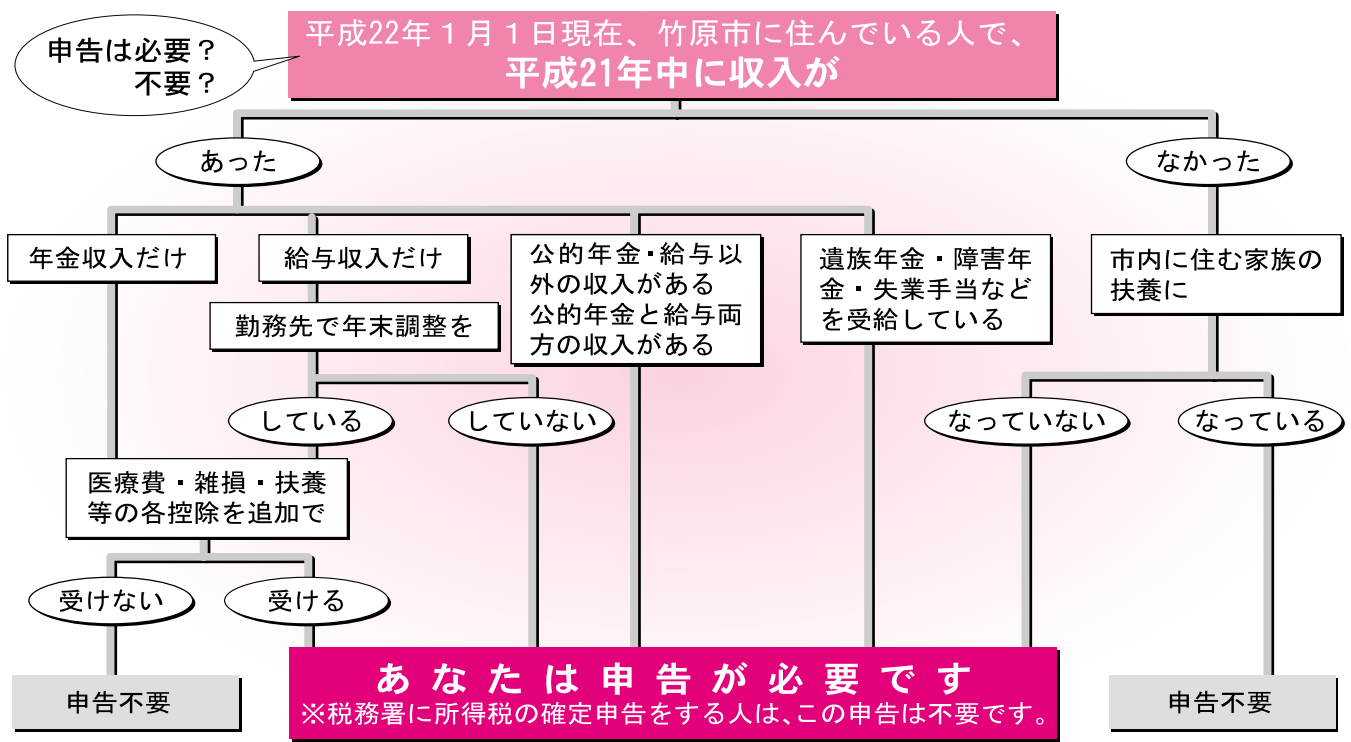 申告は必要？
不要？
平成22年１月１日現在、竹原市に住んでいる人で、
平成21年中に収入が
あった
なかった
年金収入だけ
給与収入だけ
勤務先で年末調整を
公的年金・給与以
外の収入がある
公的年金と給与両
方の収入がある
遺族年金・障害年
金・失業手当など
を受給している
市内に住む家族の
扶養に
している
していない
なっていない
なっている
医療費・雑損・扶養
等の各控除を追加で
受けない
受ける
申告不要
あなたは申告が必要です
※税務署に所得税の確定申告をする人は、この申告は不要です。
申告不要